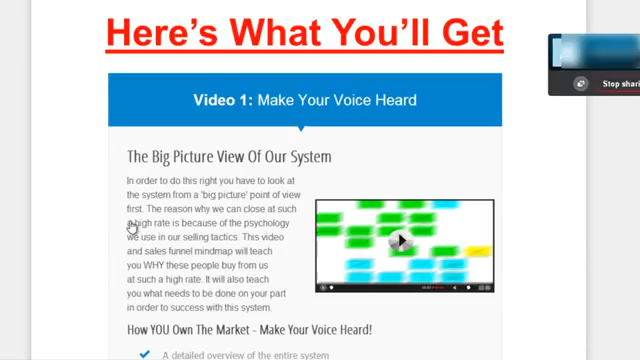 Here's What You'll Get
Stop shari
Video 1: Make Your Voice Heard
The Big Picture View Of Our System
In order to do this right you have to look at
the system from a 'big picture' point of view
first. The reason why we can close at such
a high rate is because of the psychology
we use in our selling tactics. This video
and sales funnel mindmap will teach
you WHY these people buy from us
at such a high rate. It will also teach
you what needs to be done on your part
in order to success with this system.
How YOU Own The Market - Make Your Voice Heard!
A detailed overview of the entire system